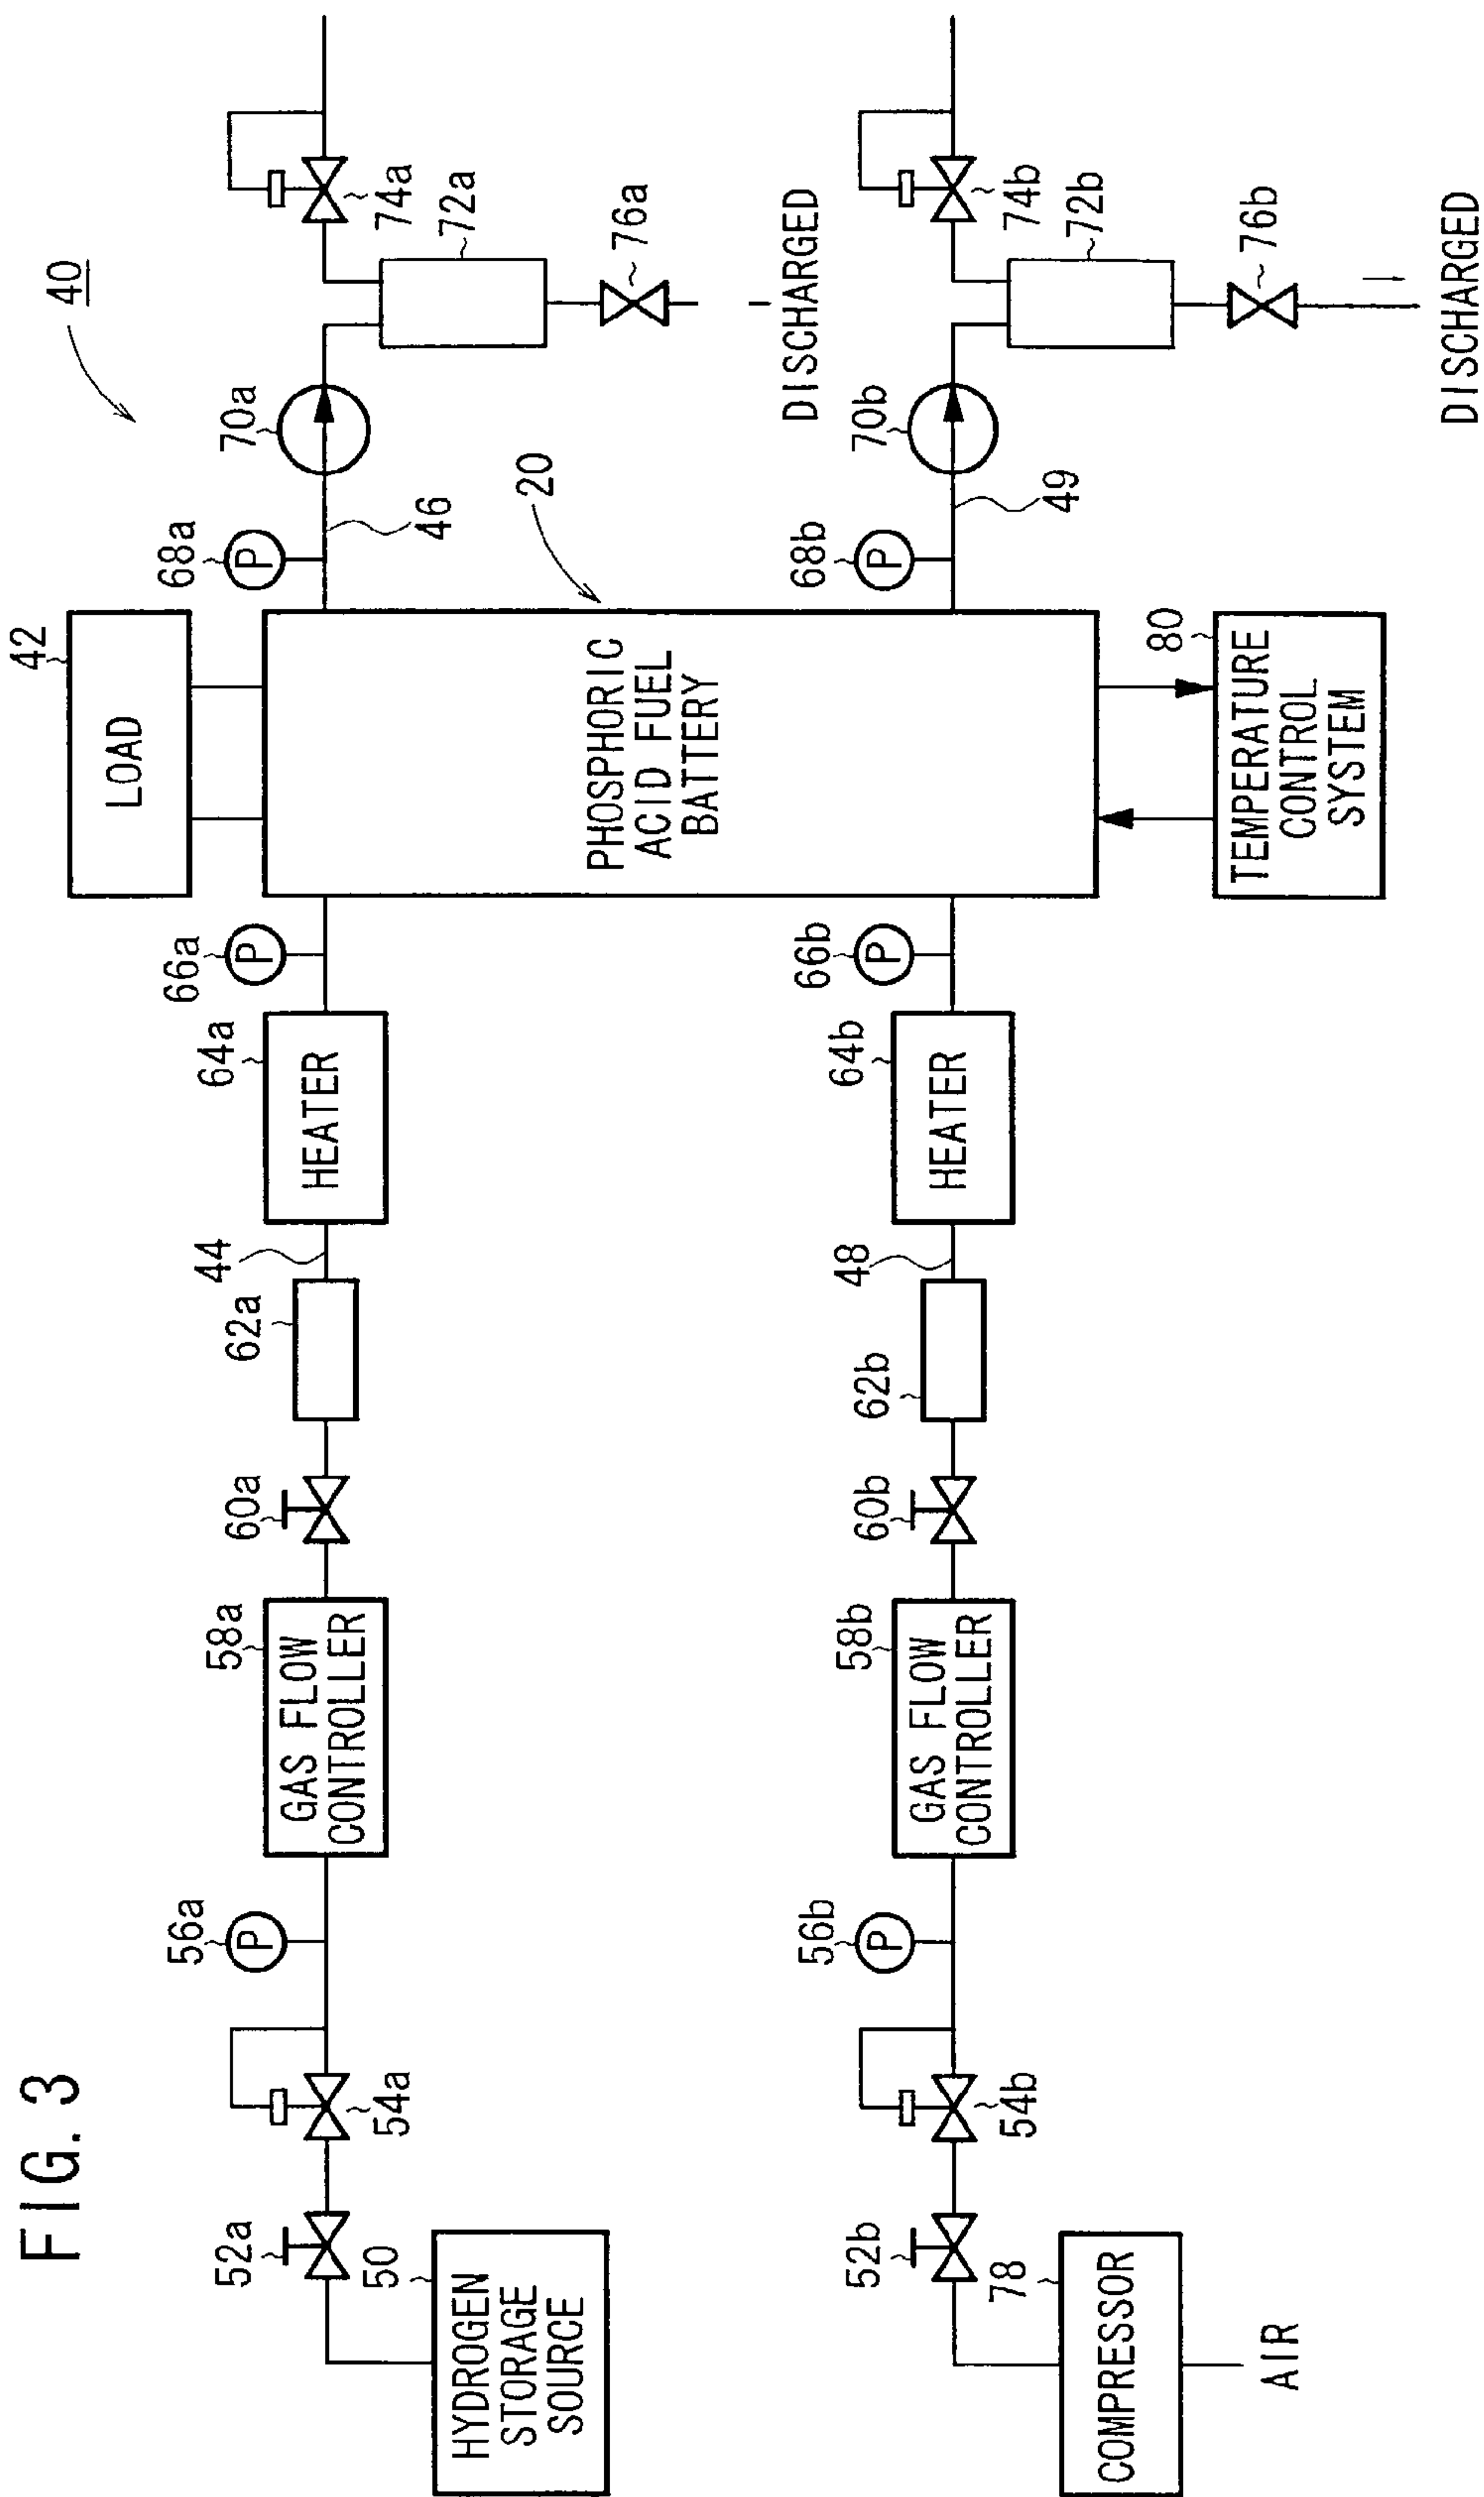 FIG. 3
40
42
LOAD
52a
54a
56a
P
58a
GAS FLOW
CONTROLLER
60a
62a
44
64a
HEATER
66a
P
68a
P
46
70a
74a
72a
76a
DISCHARGED
50
HYDROGEN
STORAGE
SOURCE
20
PHOSPHORIC
ACID FUEL
BATTERY
52b
54b
56b
P
58b
GAS FLOW
CONTROLLER
60b
62b
48
64b
HEATER
66b
P
68b
P
49
70b
74b
72b
76b
DISCHARGED
78
COMPRESSOR
AIR
80
TEMPERATURE
CONTROL
SYSTEM